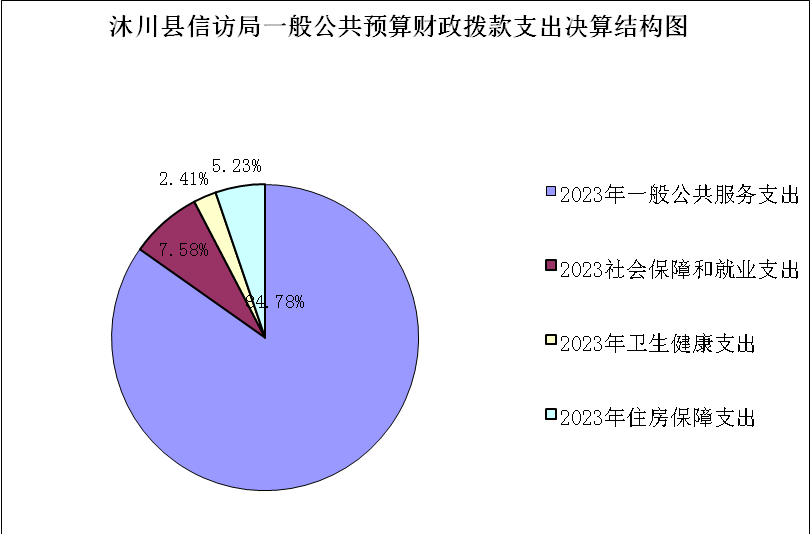 沐川县信访局一般公共预算财政拨款支出决算结构图
5.23%
2.41%
7.58%
84.78%
2023年一般公共服务支出
2023社会保障和就业支出
2023年卫生健康支出
2023年住房保障支出